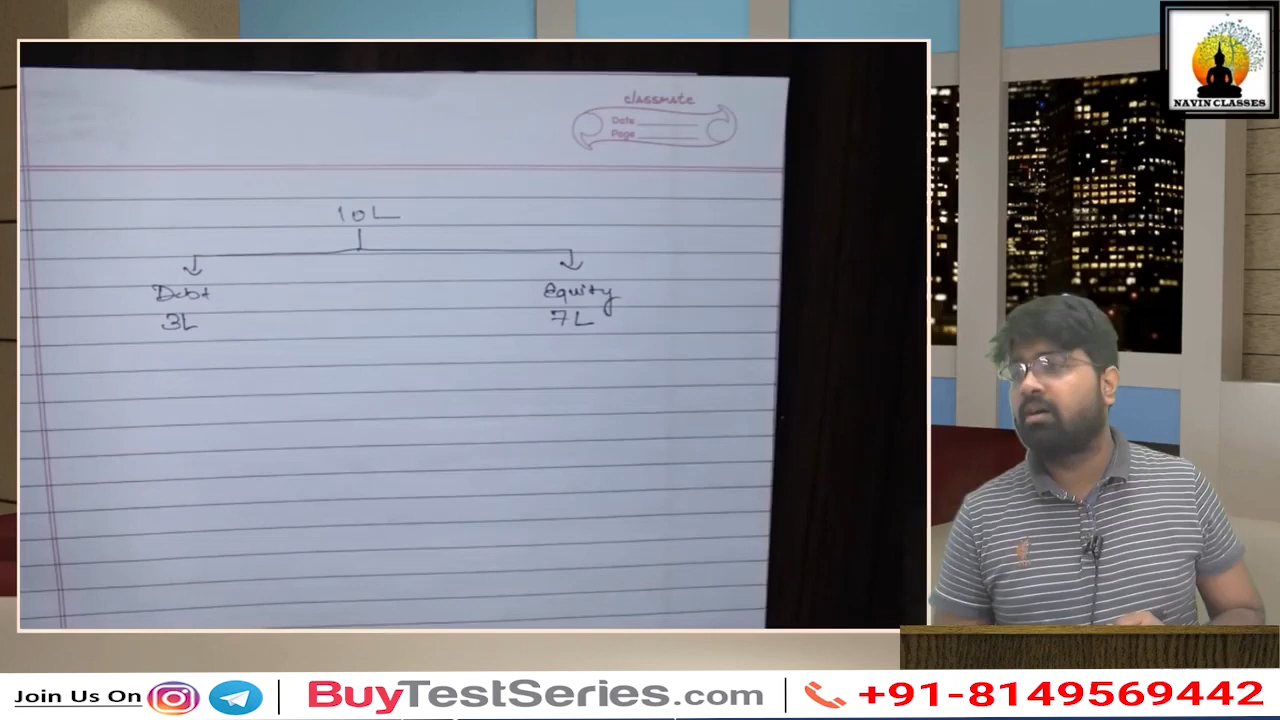 NAVIN CLASSES
classmate
Date
Page
10L
Debt
3L
Equity
7L
Join Us On
BuyTestSeries.com
+91-8149569442